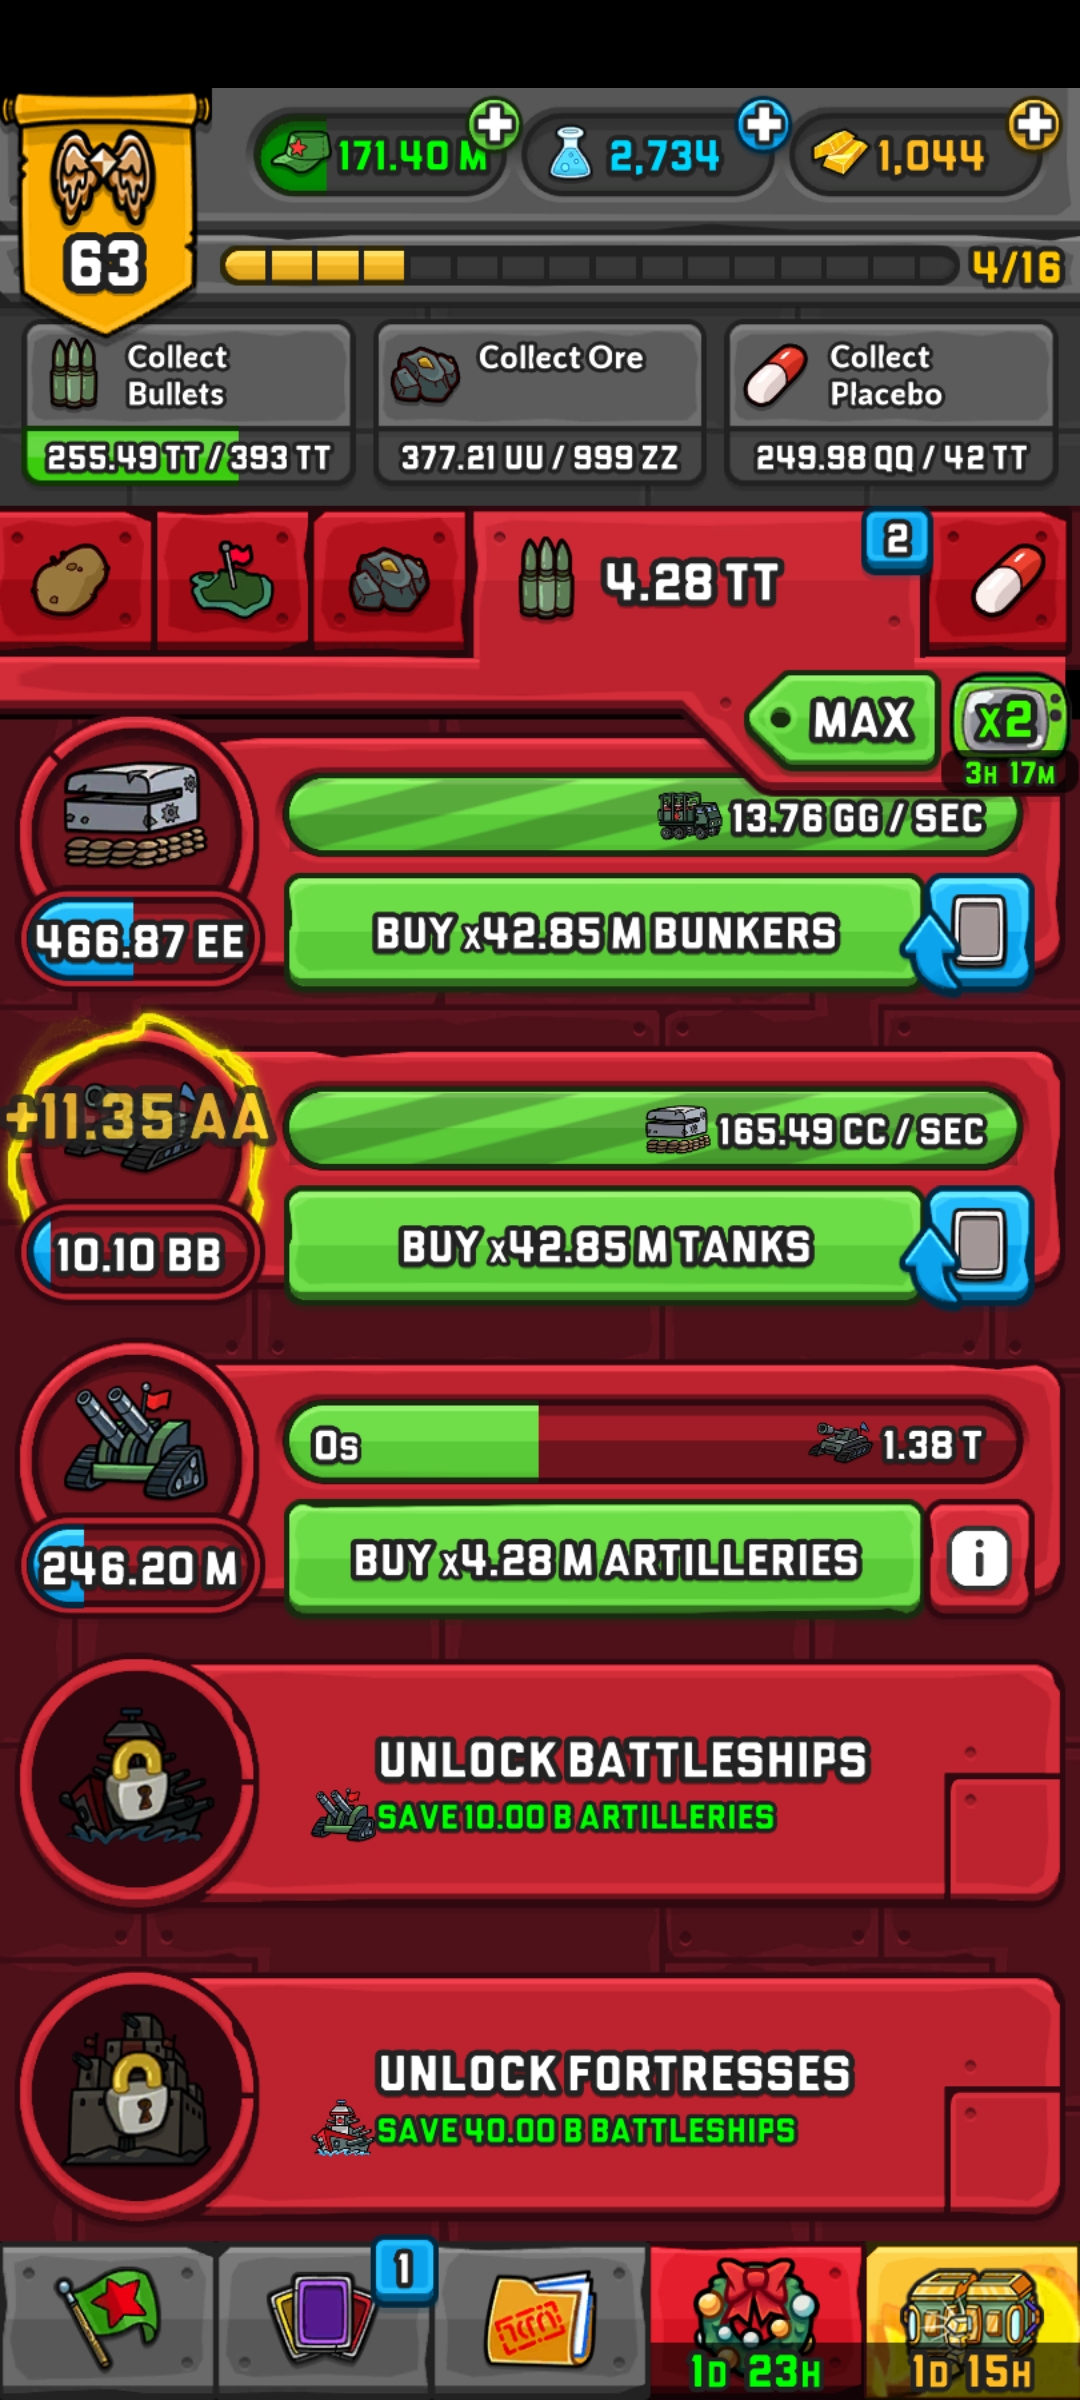 171.40 M
2,734
1,044
63
4/16
Collect
Bullets
Collect Ore
Collect
Placebo
255.49 TT / 393 TT
377.21 UU / 999 ZZ
249.98 QQ / 42 TT
2
4.28 TT
MAX
x2
3H 17M
13.76 GG / SEC
466.87 EE
BUY x42.85 M BUNKERS
+11.35 AA
165.49 CC / SEC
10.10 BB
BUY x42.85 M TANKS
0s
1.38 T
246.20 M
BUY x4.28 M ARTILLERIES
i
UNLOCK BATTLESHIPS
SAVE 10.00 B ARTILLERIES
UNLOCK FORTRESSES
SAVE 40.00 B BATTLESHIPS
1
1D 23H
1D 15H